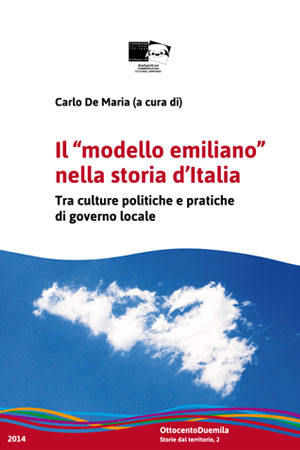 Carlo De Maria (a cura di)
Il “modello emiliano”
nella storia d’Italia
Tra culture politiche e pratiche
di governo locale
2014
OttocentoDuemila
Storie dal territorio, 2